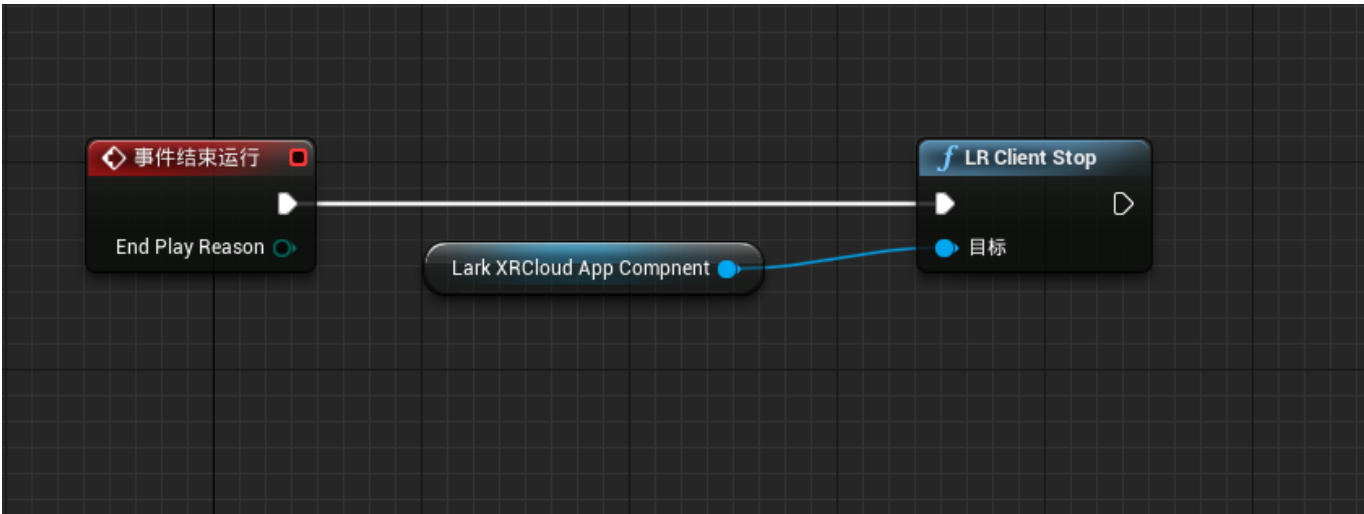 事件结束运行
End Play Reason
Lark XRCloud App Compnent
f LR Client Stop
目标